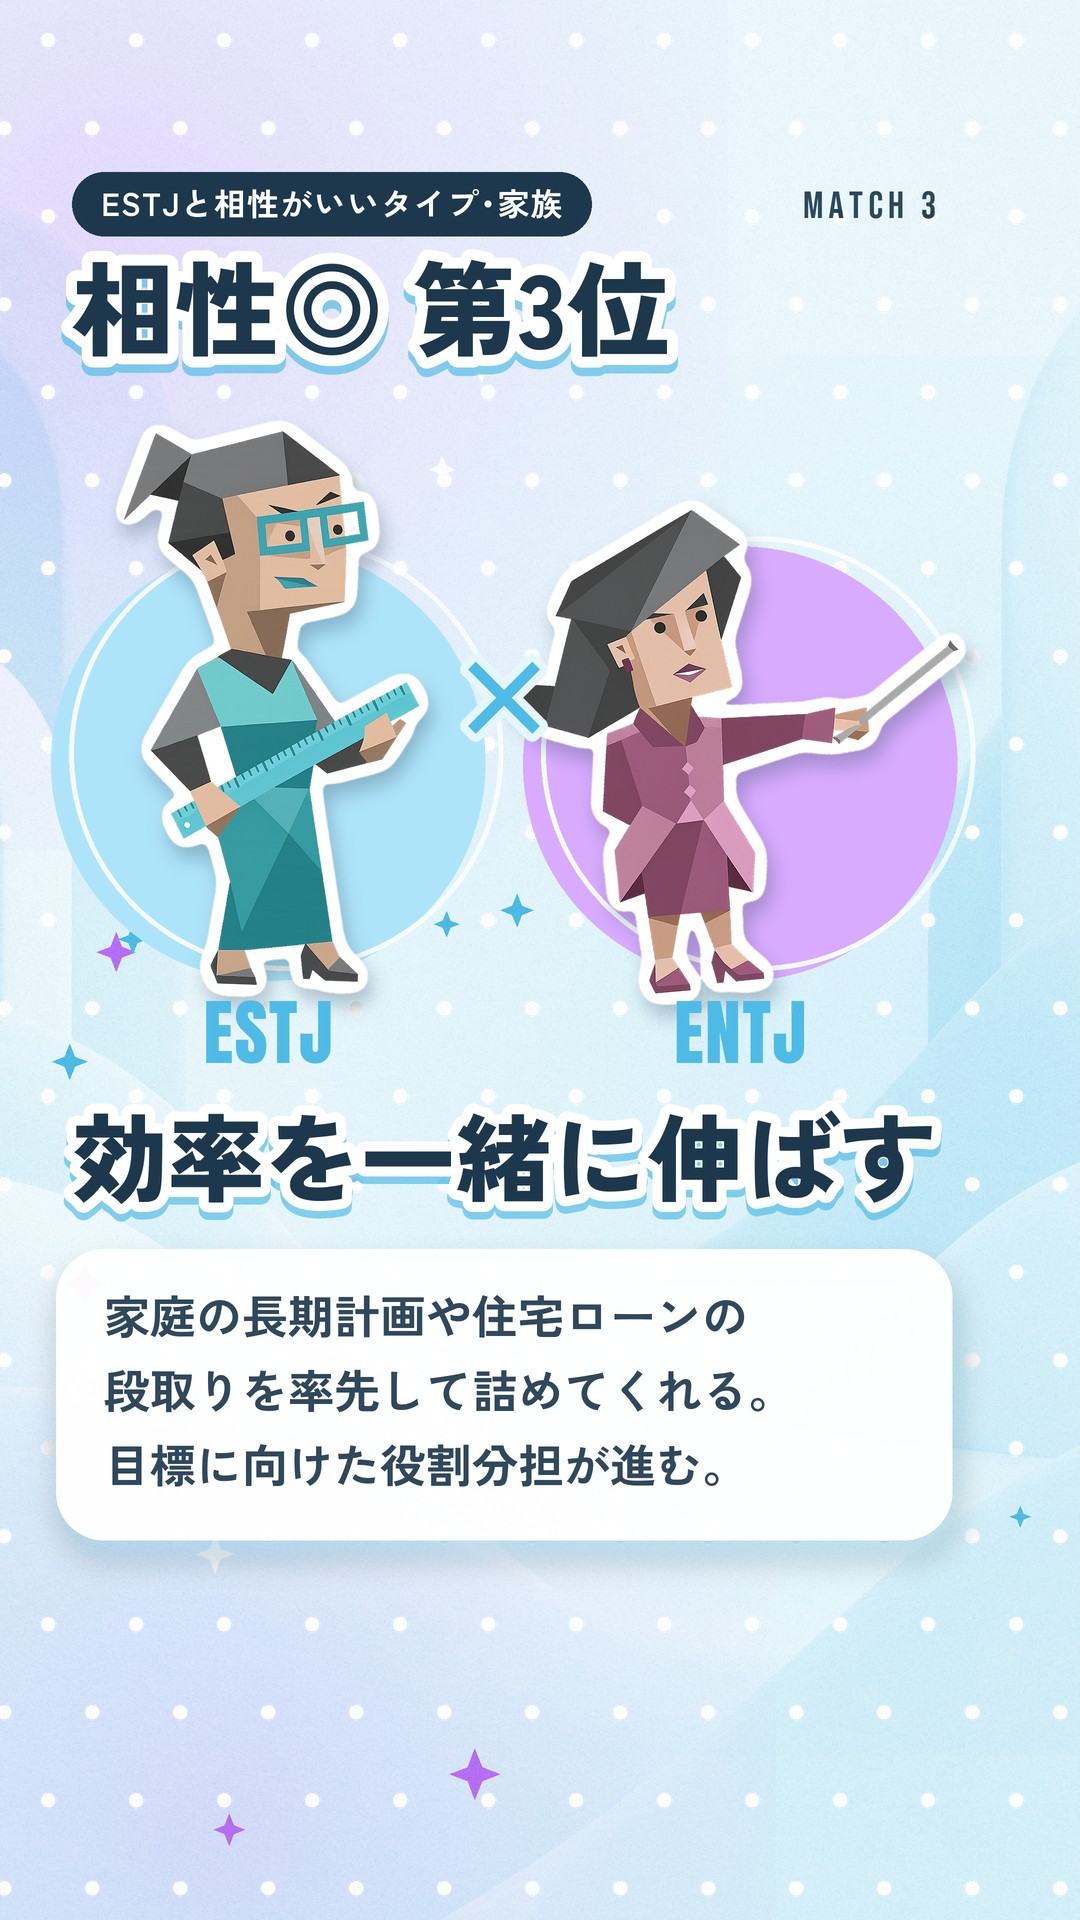 ESTJと相性がいいタイプ・家族
MATCH 3
相性◎ 第3位
ESTJ
ENTJ
効率を一緒に伸ばす
家庭の長期計画や住宅ローンの
段取りを率先して詰めてくれる。
目標に向けた役割分担が進む。